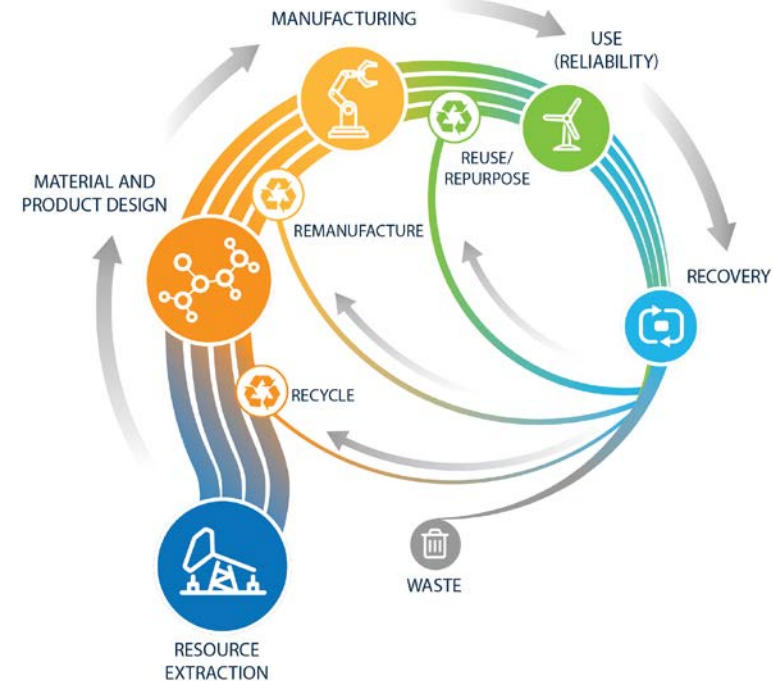 MANUFACTURING
USE
(RELIABILITY)
REUSE/
REPURPOSE
MATERIAL AND
PRODUCT DESIGN
REMANUFACTURE
RECOVERY
RECYCLE
WASTE
RESOURCE
EXTRACTION